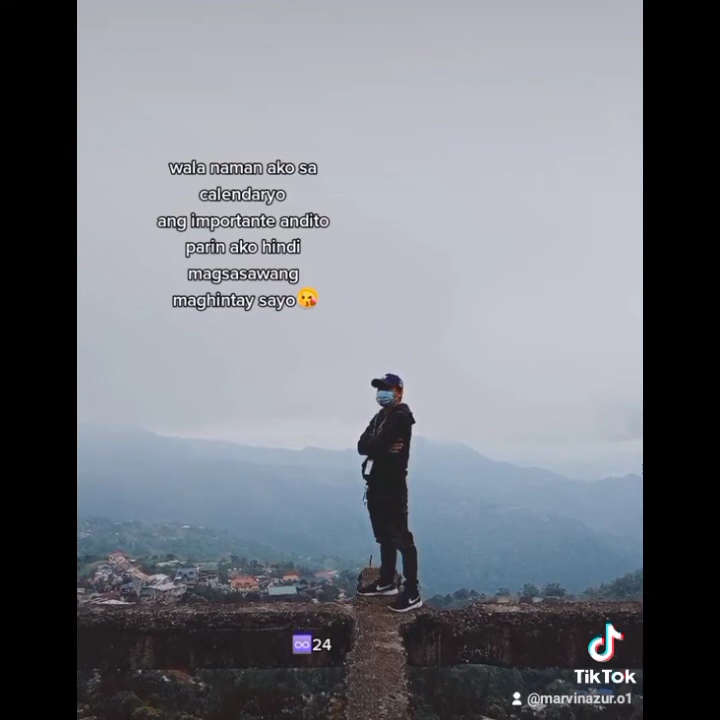 wala naman ako sa
calendaryo
ang importante andito
parin ako hindi
magsasawang
maghintay sayo😘
♾24
TikTok
@marvinazur.o1